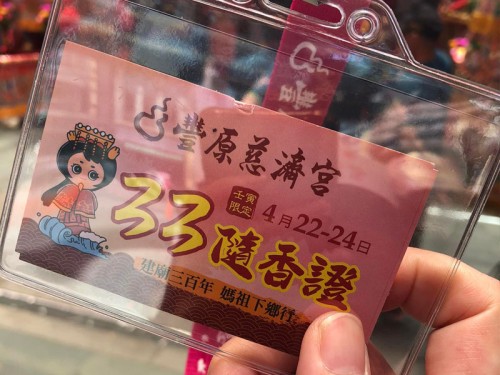 豐原慈濟宮
33
壬寅
限定
4月22-24日
隨香證
建廟三百年 媽祖下鄉行